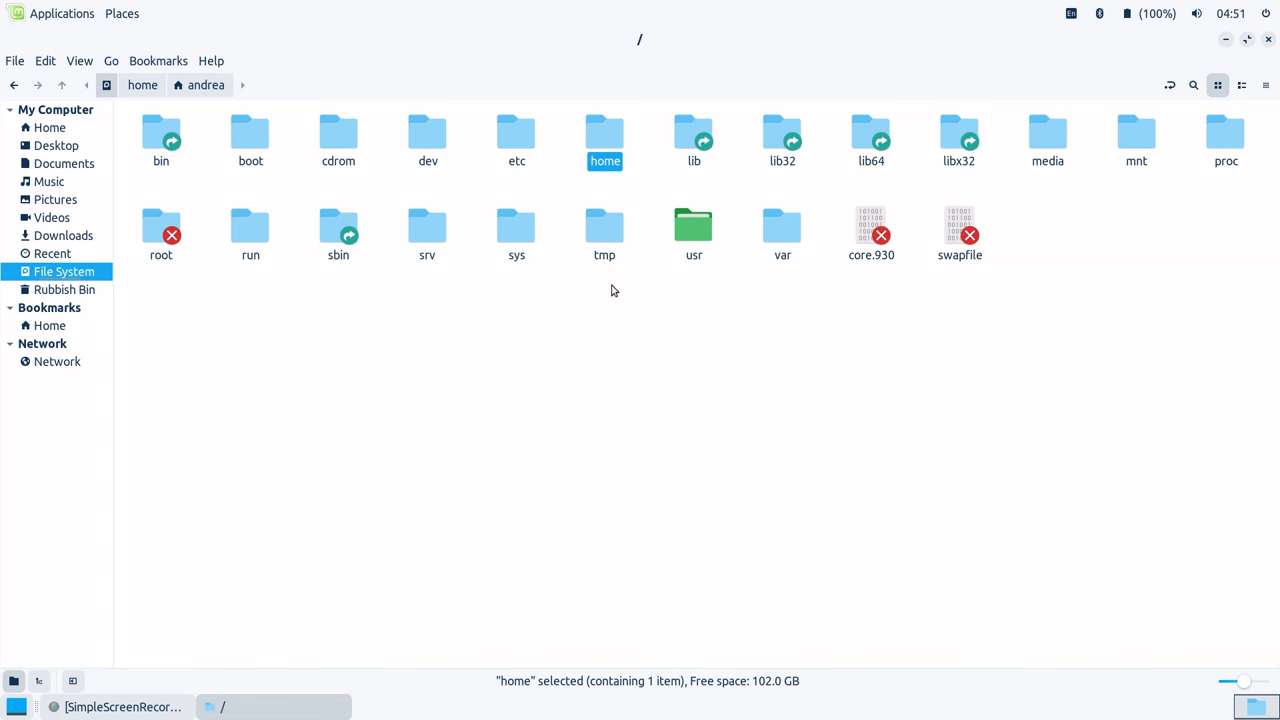 Applications Places En (100%) 04:51
/
File Edit View Go Bookmarks Help
home andrea
My Computer
Home
Desktop
Documents
Music
Pictures
Videos
Downloads
Recent
File System
Rubbish Bin
Bookmarks
Home
Network
Network
bin boot cdrom dev etc home lib lib32 lib64 libx32 media mnt proc
root run sbin srv sys tmp usr var core.930 swapfile
"home" selected (containing 1 item), Free space: 102.0 GB
[SimpleScreenRecor... /